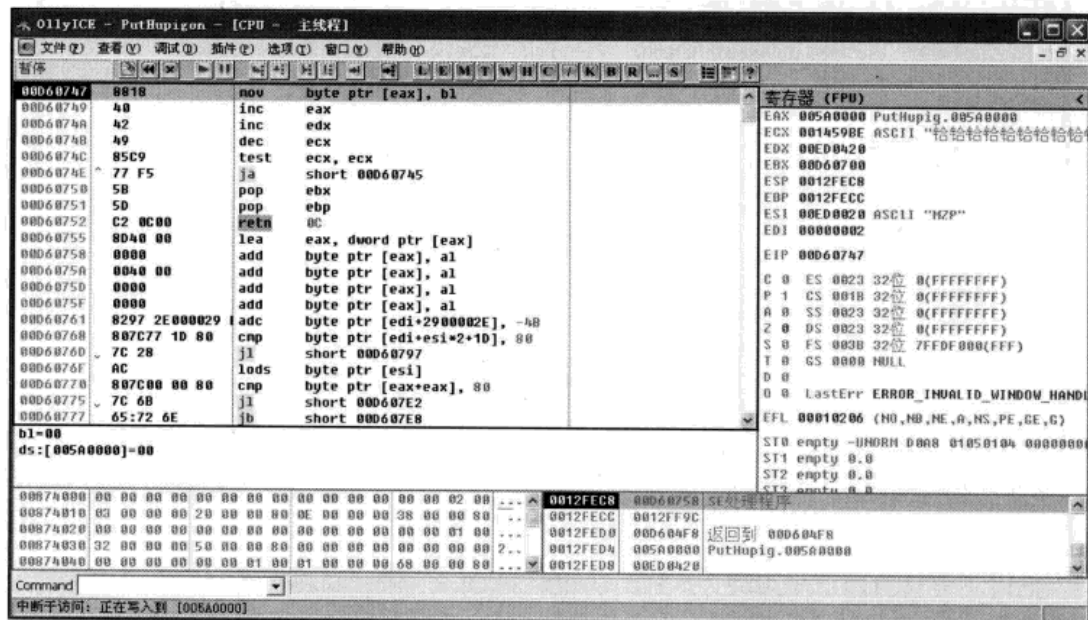 OllyICE - PutHupigon - [CPU - 主线程]
文件(F) 查看(V) 调试(D) 插件(P) 选项(T) 窗口(W) 帮助(H)
暂停 L E M T W H C / K B R ... S ?
00D60747 8818 mov byte ptr [eax], bl
00D60749 40 inc eax
00D6074A 42 inc edx
00D6074B 49 dec ecx
00D6074C 85C9 test ecx, ecx
00D6074E ^ 77 F5 ja short 00D60745
00D60750 5B pop ebx
00D60751 5D pop ebp
00D60752 C2 0C00 retn 0C
00D60755 8D40 00 lea eax, dword ptr [eax]
00D60758 0000 add byte ptr [eax], al
00D6075A 0040 00 add byte ptr [eax], al
00D6075D 0000 add byte ptr [eax], al
00D6075F 0000 add byte ptr [eax], al
00D60761 8297 2E000029 adc byte ptr [edi+2900002E], -4B
00D60768 807C77 1D 80 cmp byte ptr [edi+esi*2+1D], 80
00D6076D 7C 28 jl short 00D60797
00D6076F AC lods byte ptr [esi]
00D60770 807C00 00 80 cmp byte ptr [eax+eax], 80
00D60775 7C 6B jl short 00D607E2
00D60777 65:72 6E jb short 00D607E8
bl=00
ds:[005A0000]=00
寄存器 (FPU) <
EAX 005A0000 PutHupig.005A0000
ECX 001459BE ASCII "铪铪铪铪铪铪铪铪
EDX 00ED0420
EBX 00D60700
ESP 0012FEC8
EBP 0012FECC
ESI 00ED0020 ASCII "MZP"
EDI 00000002
EIP 00D60747
C 0 ES 0023 32位 0(FFFFFFFF)
P 1 CS 001B 32位 0(FFFFFFFF)
A 0 SS 0023 32位 0(FFFFFFFF)
Z 0 DS 0023 32位 0(FFFFFFFF)
S 0 FS 003B 32位 7FFDF000(FFF)
T 0 GS 0000 NULL
D 0
O 0 LastErr ERROR_INVALID_WINDOW_HANDL
EFL 00010206 (NO,NB,NE,A,NS,PE,GE,G)
ST0 empty -UNORM D0A8 01050104 0000000
ST1 empty 0.0
ST2 empty 0.0
ST3 empty 0.0
00874000 00 00 00 00 00 00 00 00 00 00 00 00 00 00 02 00 ...
00874010 03 00 00 00 20 00 00 80 0E 00 00 00 38 00 00 80 ..
00874020 00 00 00 00 00 00 00 00 00 00 00 00 00 00 01 00 ...
00874030 32 00 00 00 50 00 00 80 00 00 00 00 00 00 00 00 2..
00874040 00 00 00 00 00 00 01 00 01 00 00 00 68 00 00 80 ...
0012FEC8 00D60758 SE处理程序
0012FECC 0012FF9C
0012FED0 00D604F8 返回到 00D604F8
0012FED4 005A0000 PutHupig.005A0000
0012FED8 00ED0420
Command
中断于访问: 正在写入到 [005A0000]